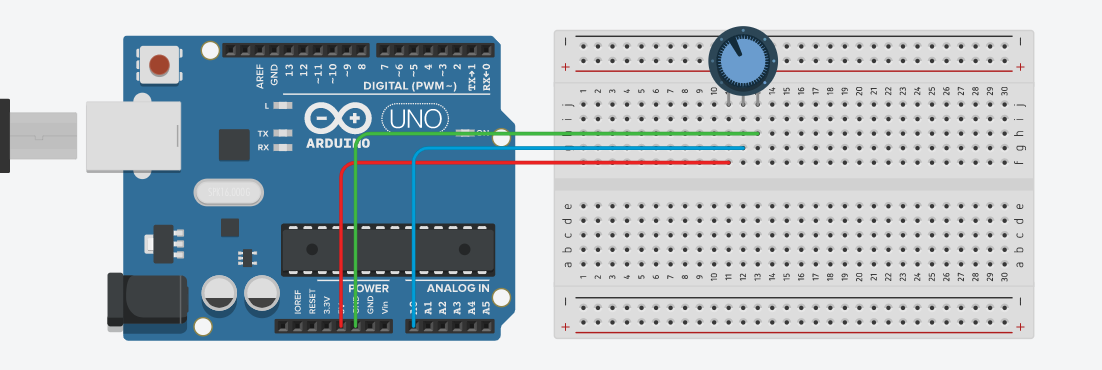 AREF
GND
13
12
~11
~10
~9
8
7
~6
~5
4
~3
2
TX→1
RX←0
DIGITAL (PWM~)
L
TX
RX
UNO
ARDUINO
ON
POWER
ANALOG IN
IOREF
RESET
3.3V
GND
Vin
A0
A1
A2
A3
A4
A5
− −
+ +
1 2 3 4 5 6 7 8 9 10 11 12 13 14 15 16 17 18 19 20 21 22 23 24 25 26 27 28 29 30
j j
i i
h h
g g
f f
e e
d d
c c
b b
a a
1 2 3 4 5 6 7 8 9 10 11 12 13 14 15 16 17 18 19 20 21 22 23 24 25 26 27 28 29 30
− −
+ +